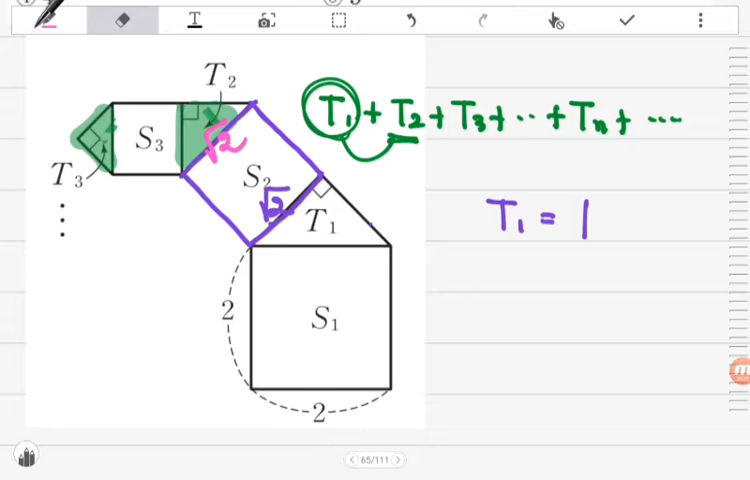 T₂
T₁ + T₂ + T₃ + ·· + Tₙ + ···
S₃
√2
T₃
S₂
√2
T₁
T₁ = 1
⋮
2
S₁
2
65/111